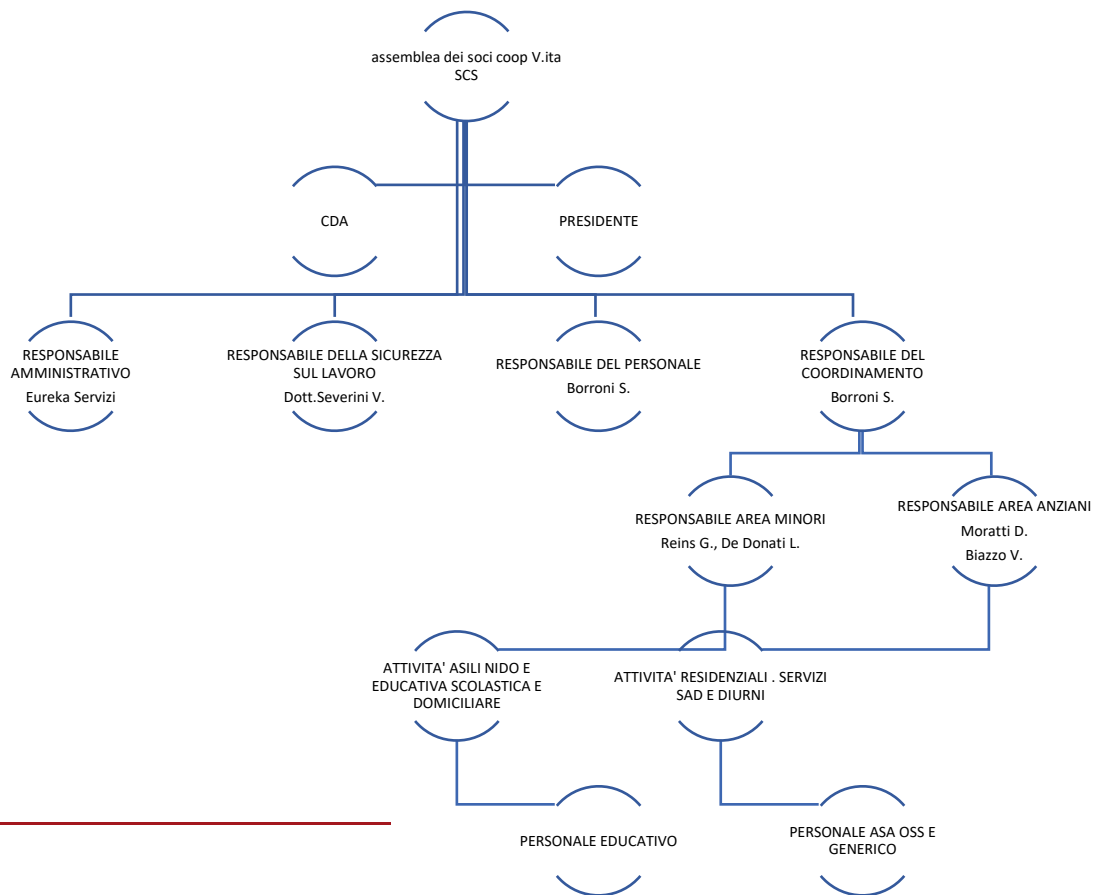 assemblea dei soci coop V.ita
SCS
CDA
PRESIDENTE
RESPONSABILE
AMMINISTRATIVO
Eureka Servizi
RESPONSABILE DELLA SICUREZZA
SUL LAVORO
Dott.Severini V.
RESPONSABILE DEL PERSONALE
Borroni S.
RESPONSABILE DEL
COORDINAMENTO
Borroni S.
RESPONSABILE AREA MINORI
Reins G., De Donati L.
RESPONSABILE AREA ANZIANI
Moratti D.
Biazzo V.
ATTIVITA' ASILI NIDO E
EDUCATIVA SCOLASTICA E
DOMICILIARE
ATTIVITA' RESIDENZIALI . SERVIZI
SAD E DIURNI
PERSONALE EDUCATIVO
PERSONALE ASA OSS E
GENERICO